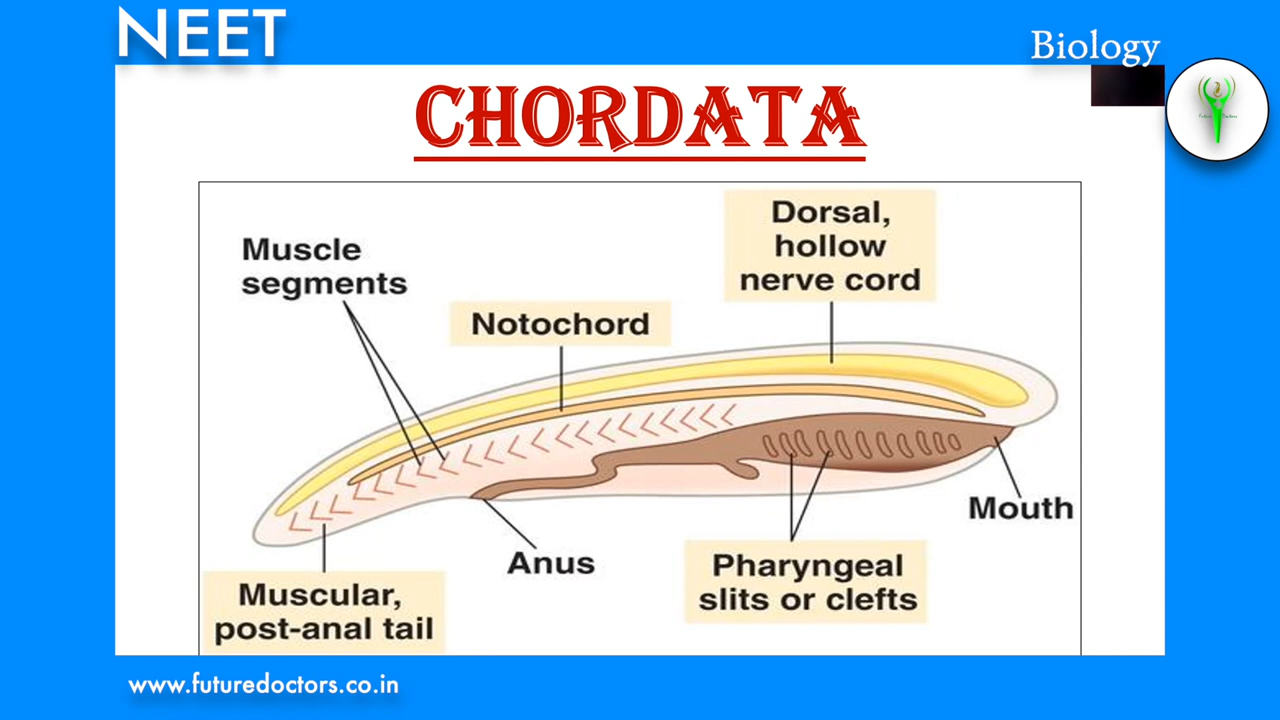 NEET
Biology
CHORDATA
Dorsal,
hollow
nerve cord
Muscle
segments
Notochord
Mouth
Anus
Pharyngeal
slits or clefts
Muscular,
post-anal tail
www.futuredoctors.co.in